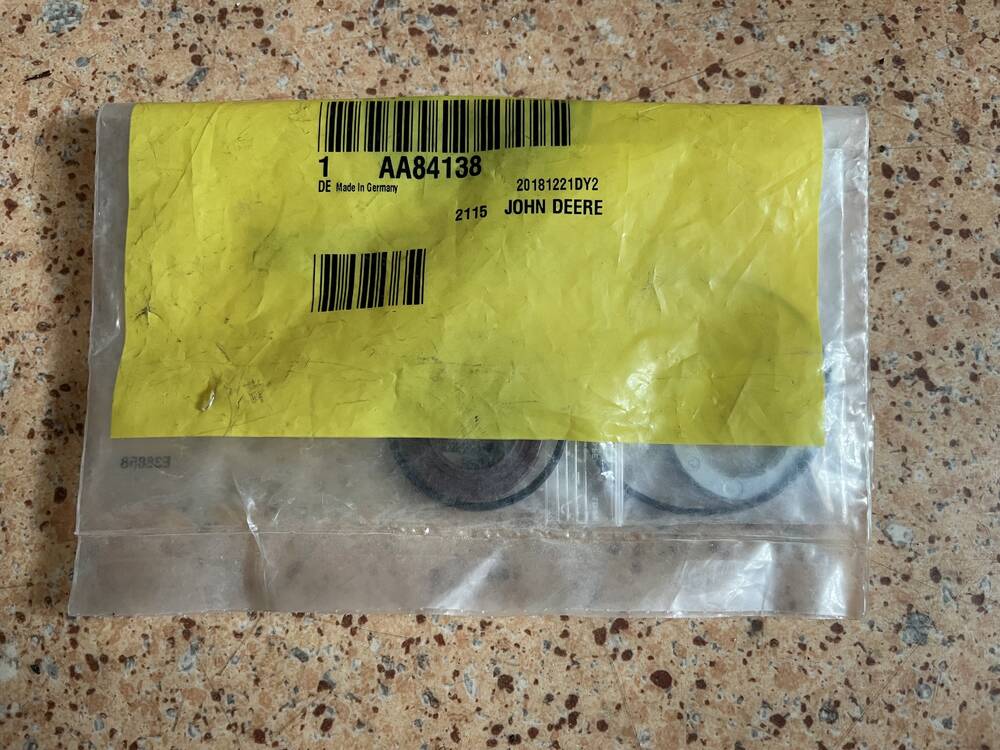 1 AA84138
DE Made In Germany
20181221DY2
2115 JOHN DEERE